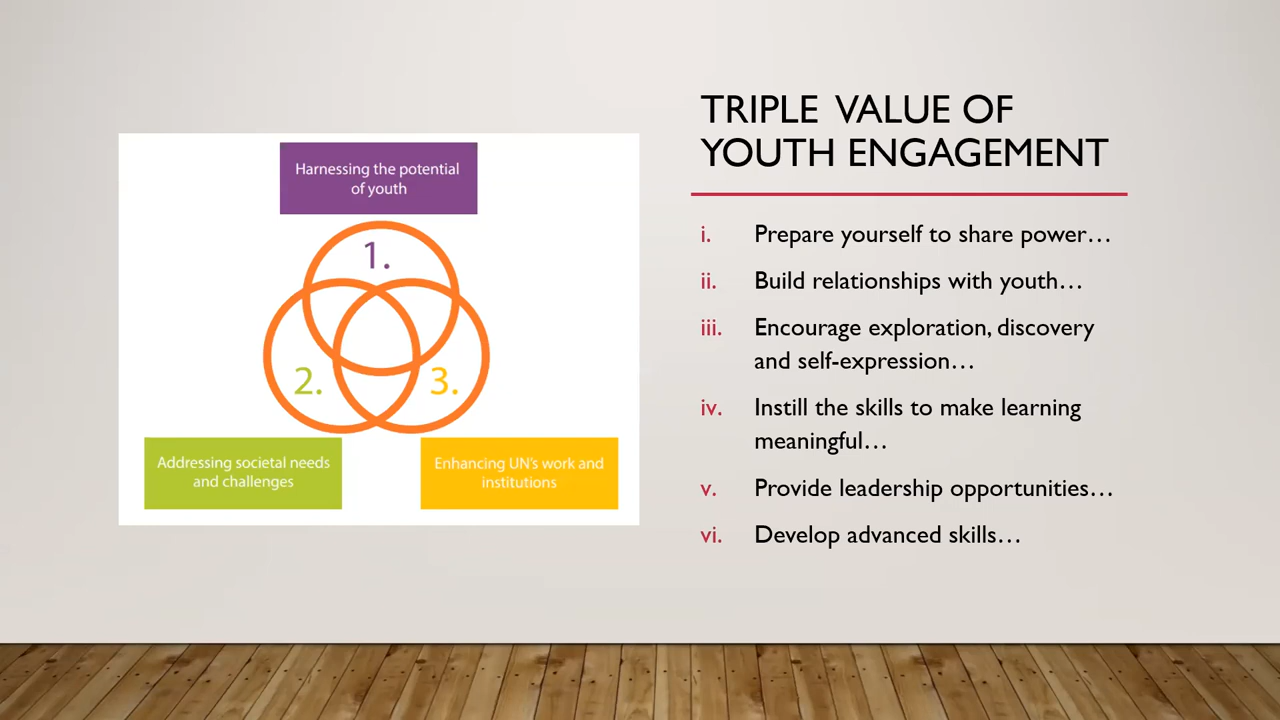 Harnessing the potential
of youth
1.
2.
3.
Addressing societal needs
and challenges
Enhancing UN's work and
institutions
TRIPLE VALUE OF
YOUTH ENGAGEMENT
i. Prepare yourself to share power…
ii. Build relationships with youth…
iii. Encourage exploration, discovery
and self-expression…
iv. Instill the skills to make learning
meaningful…
v. Provide leadership opportunities…
vi. Develop advanced skills…